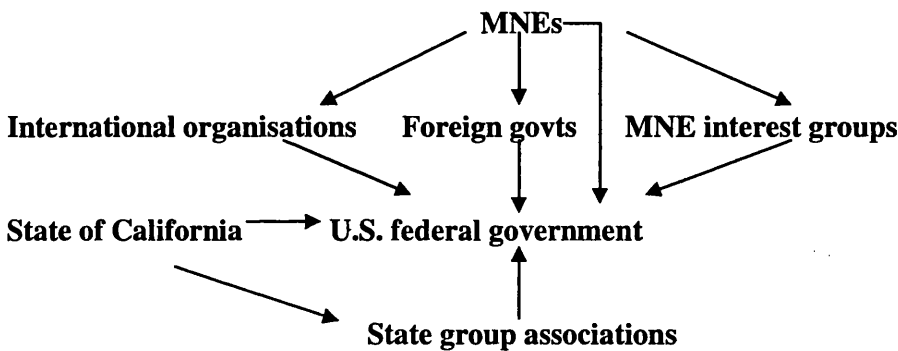 MNEs
International organisations Foreign govts MNE interest groups
State of California U.S. federal government
State group associations